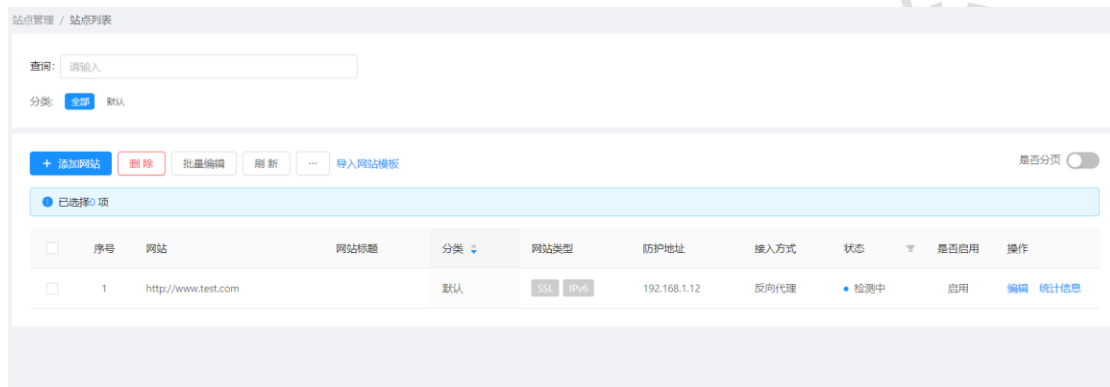 站点管理 / 站点列表
查询： 请输入
分类: 全部 默认
+ 添加网站 删除 批量编辑 刷新 ··· 导入网站模板 是否分页
已选择0 项
序号 网站 网站标题 分类 网站类型 防护地址 接入方式 状态 是否启用 操作
1 http://www.test.com 默认 SSL IPv6 192.168.1.12 反向代理 检测中 启用 编辑 统计信息